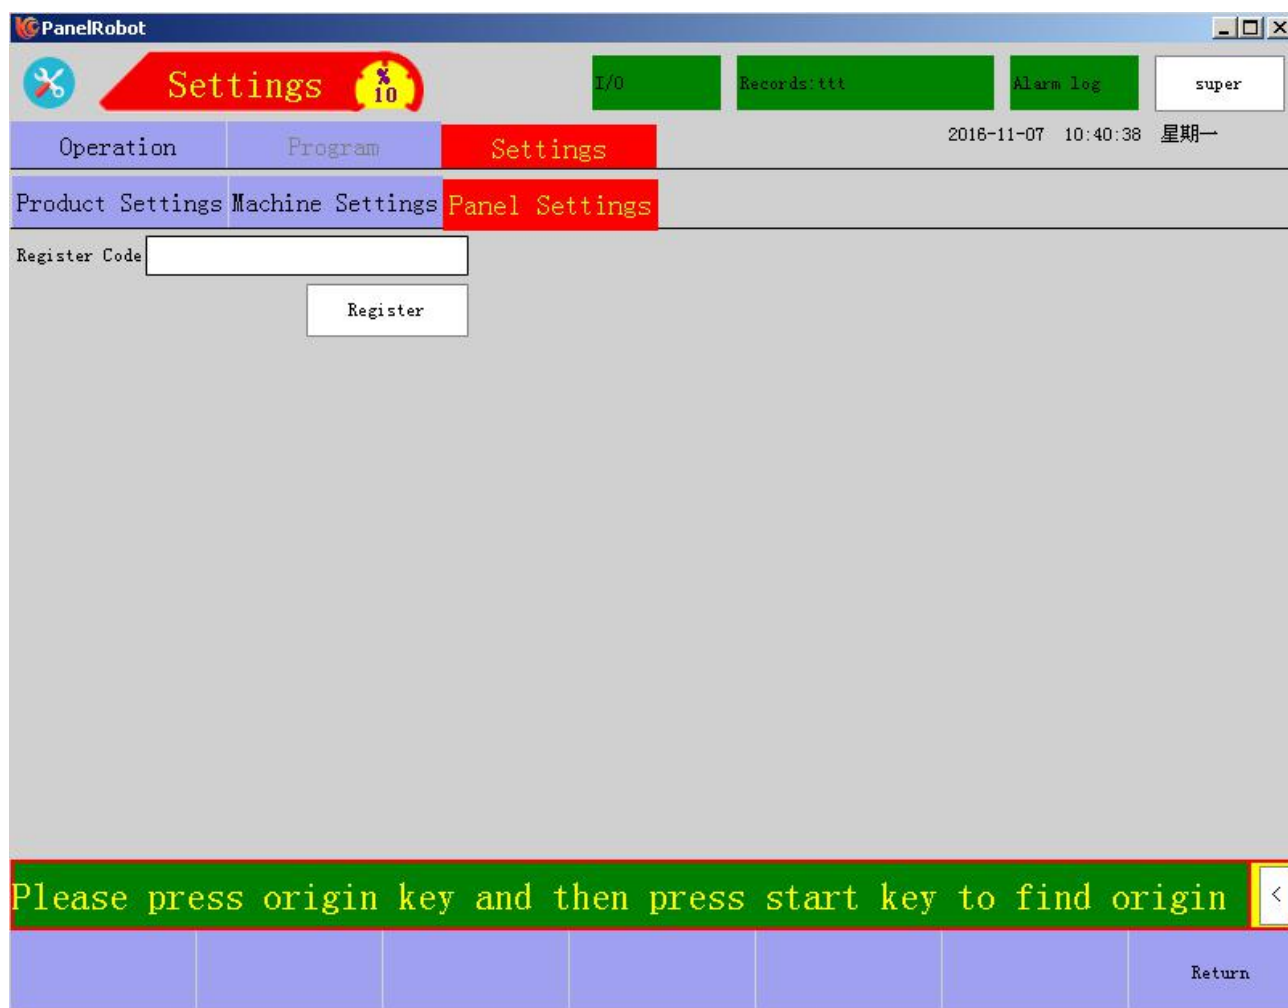 PanelRobot
Settings % 10 I/O Records:ttt Alarm log super
Operation Program Settings 2016-11-07 10:40:38 星期一
Product Settings Machine Settings Panel Settings
Register Code
Register
Please press origin key and then press start key to find origin <
Return